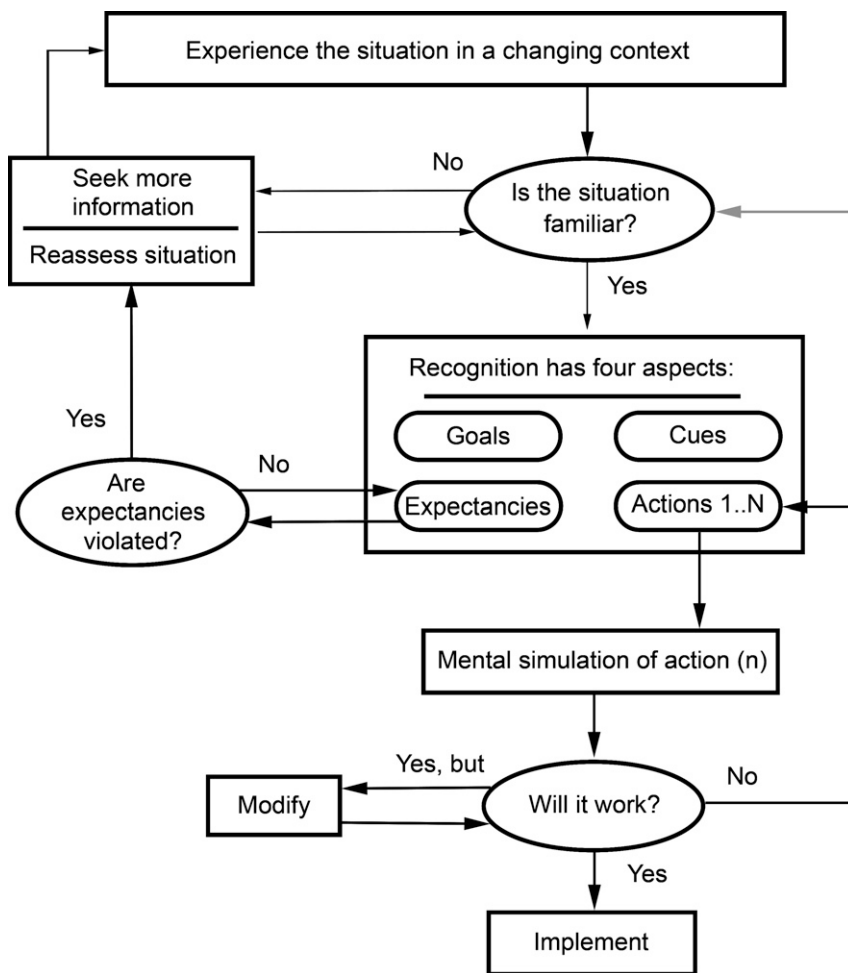 Experience the situation in a changing context
No
Seek more
information
Reassess situation
Is the situation
familiar?
Yes
Recognition has four aspects:
Goals
Cues
Expectancies
Actions 1..N
Yes
No
Are
expectancies
violated?
Mental simulation of action (n)
Yes, but
Modify
Will it work?
No
Yes
Implement